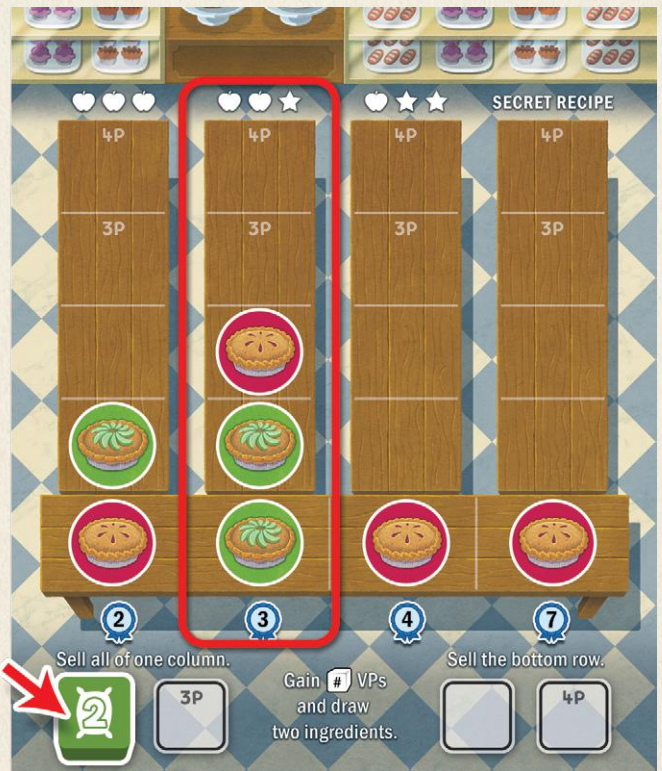 SECRET RECIPE
4P 4P 4P 4P
3P 3P 3P 3P
2 3 4 7
Sell all of one column.
Sell the bottom row.
2
3P
Gain # VPs
and draw
two ingredients.
4P